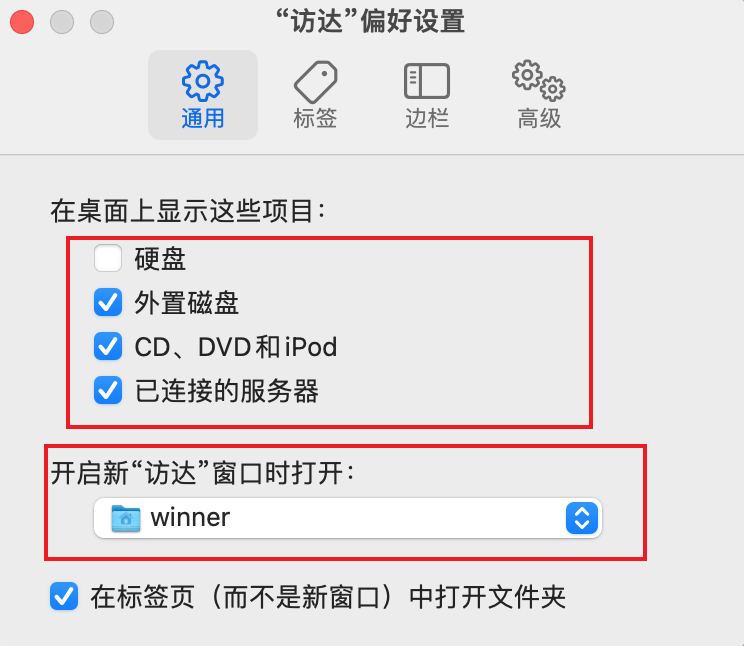 “访达”偏好设置
通用 标签 边栏 高级
在桌面上显示这些项目：
硬盘
外置磁盘
CD、DVD和iPod
已连接的服务器
开启新“访达”窗口时打开：
winner
在标签页（而不是新窗口）中打开文件夹